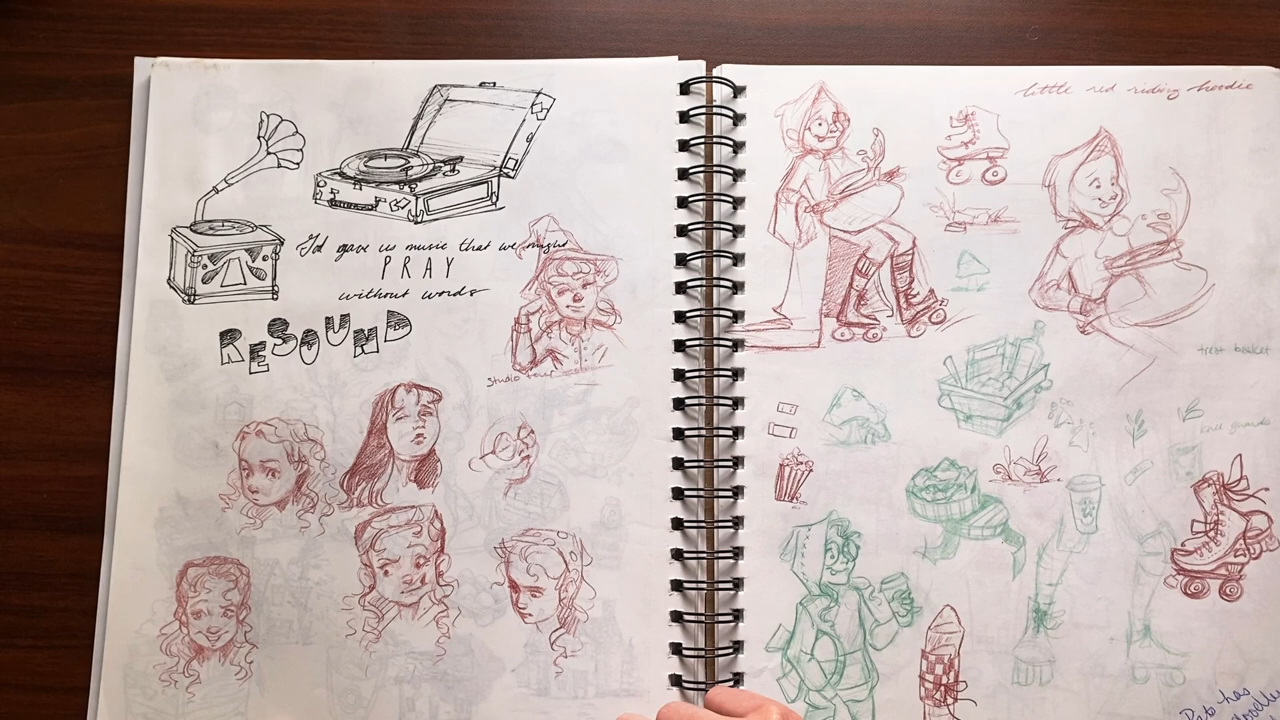 God gave us music that we might
PRAY
without words
RESOUND
studio tour
little red riding hoodie
treat basket
knee guards
has